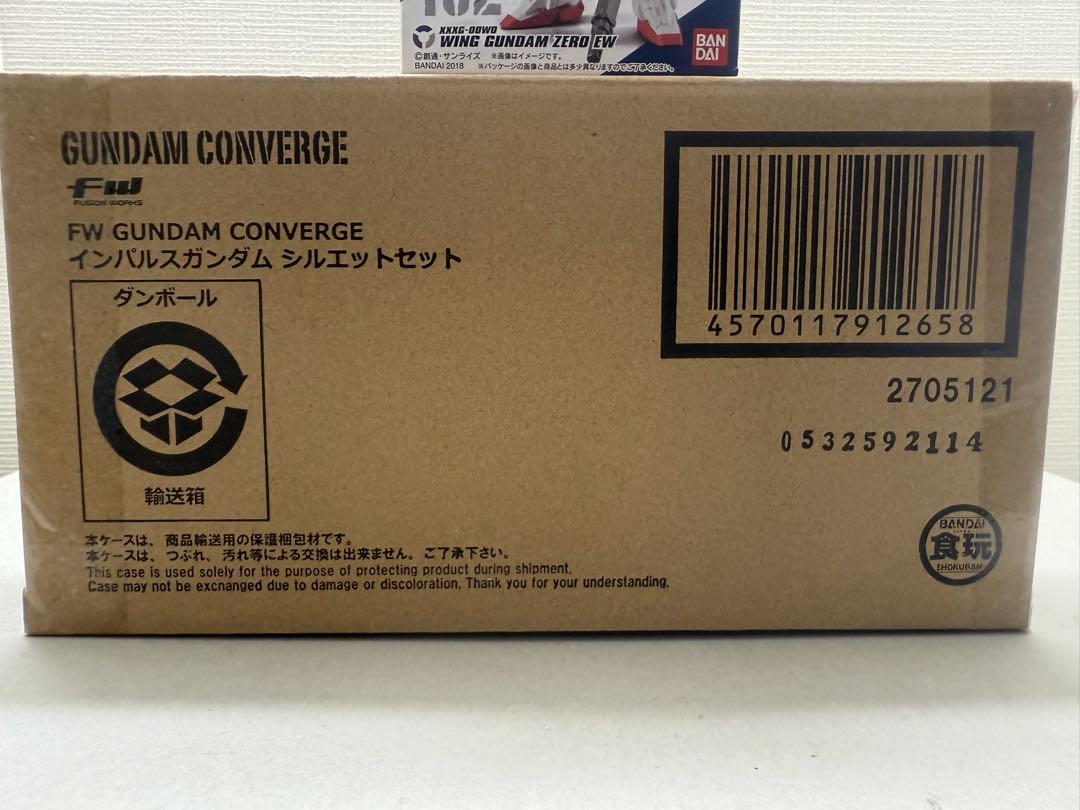 102
XXXG-00W0
WING GUNDAM ZERO EW
©創通・サンライズ ※画像はイメージです。
BANDAI 2018 ※パッケージの画像と商品とは多少異なりますのでご了承ください。
BAN
DAI
GUNDAM CONVERGE
FW
FUSION WORKS
FW GUNDAM CONVERGE
インパルスガンダム シルエットセット
ダンボール
輸送箱
4570117912658
2705121
0532592114
本ケースは、商品輸送用の保護梱包材です。
本ケースは、つぶれ、汚れ等による交換は出来ません。ご了承下さい。
This case is used solely for the purpose of protecting product during shipment.
Case may not be exchanged due to damage or discoloration. Thank you for your understanding.
BANDAI
食玩
SHOKUGAN